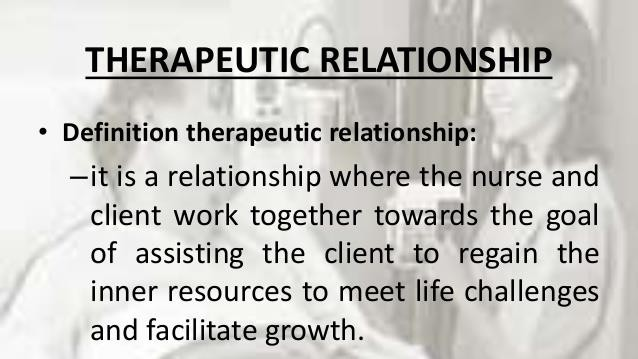 THERAPEUTIC RELATIONSHIP
• Definition therapeutic relationship:
–it is a relationship where the nurse and
client work together towards the goal
of assisting the client to regain the
inner resources to meet life challenges
and facilitate growth.